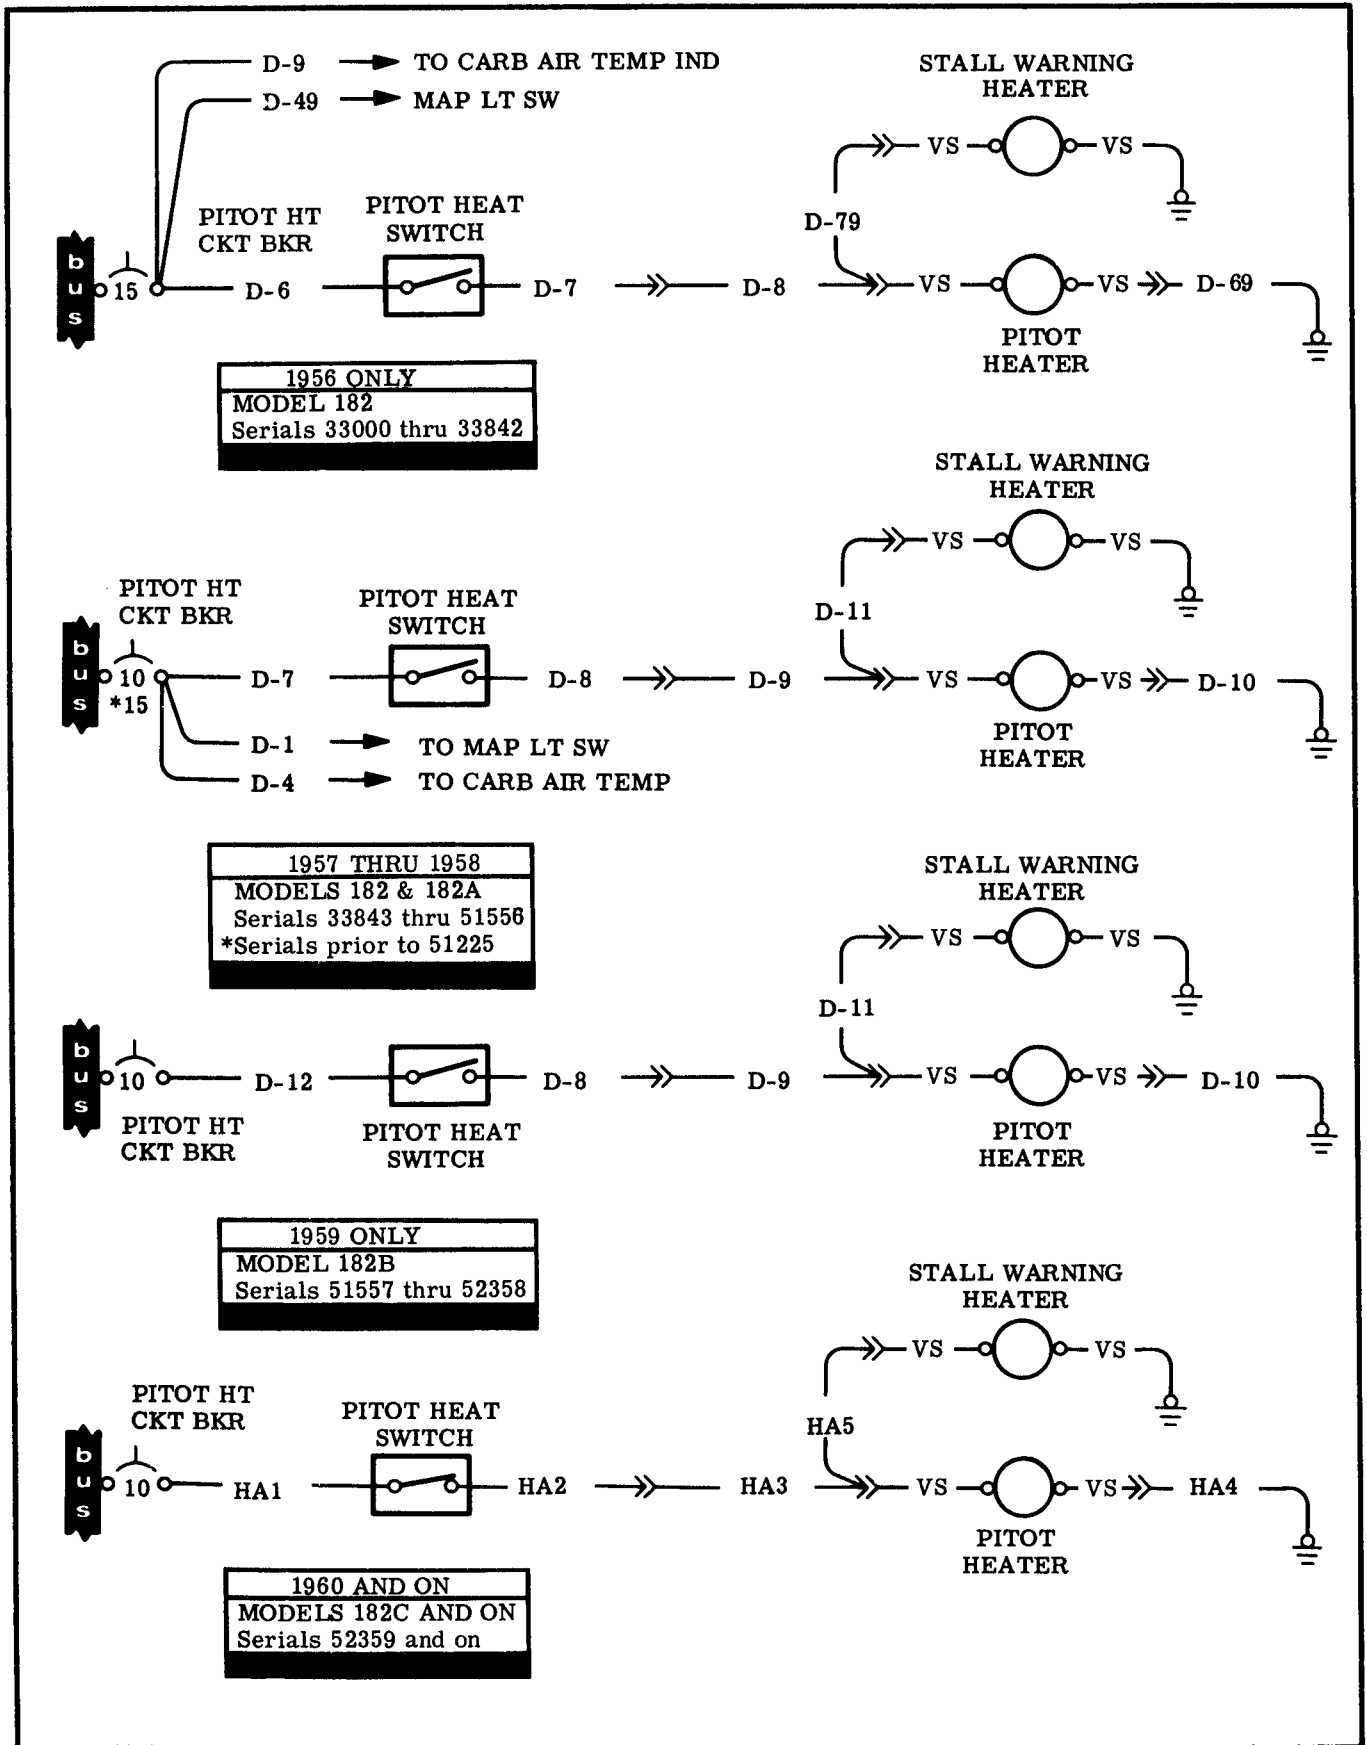 D-9 TO CARB AIR TEMP IND
D-49 MAP LT SW
STALL WARNING
HEATER
VS VS
PITOT HT
CKT BKR
PITOT HEAT
SWITCH
D-79
bus 15 D-6 D-7 D-8 VS VS D-69
PITOT
HEATER
1956 ONLY
MODEL 182
Serials 33000 thru 33842
STALL WARNING
HEATER
VS VS
PITOT HT
CKT BKR
PITOT HEAT
SWITCH
D-11
bus 10 D-7 D-8 D-9 VS VS D-10
*15
PITOT
HEATER
D-1 TO MAP LT SW
D-4 TO CARB AIR TEMP
1957 THRU 1958
MODELS 182 & 182A
Serials 33843 thru 51556
*Serials prior to 51225
STALL WARNING
HEATER
VS VS
D-11
bus 10 D-12 D-8 D-9 VS VS D-10
PITOT HT
CKT BKR
PITOT HEAT
SWITCH
PITOT
HEATER
1959 ONLY
MODEL 182B
Serials 51557 thru 52358
STALL WARNING
HEATER
VS VS
PITOT HT
CKT BKR
PITOT HEAT
SWITCH
HA5
bus 10 HA1 HA2 HA3 VS VS HA4
PITOT
HEATER
1960 AND ON
MODELS 182C AND ON
Serials 52359 and on